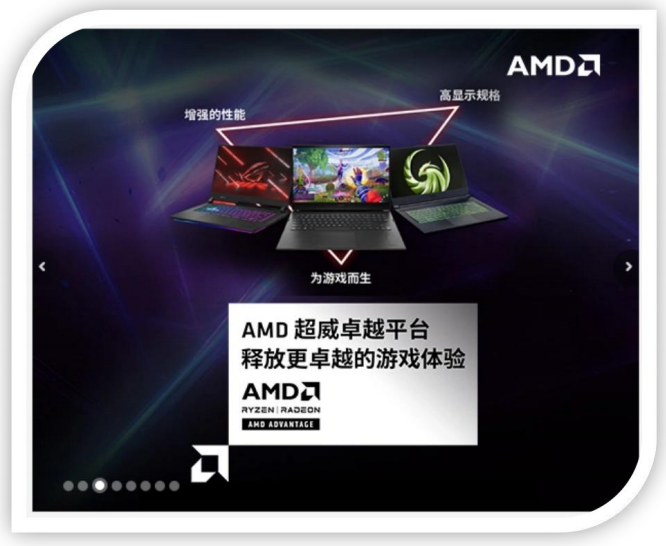 AMD
高显示规格
增强的性能
为游戏而生
AMD 超威卓越平台
释放更卓越的游戏体验
AMD
RYZEN | RADEON
AMD ADVANTAGE